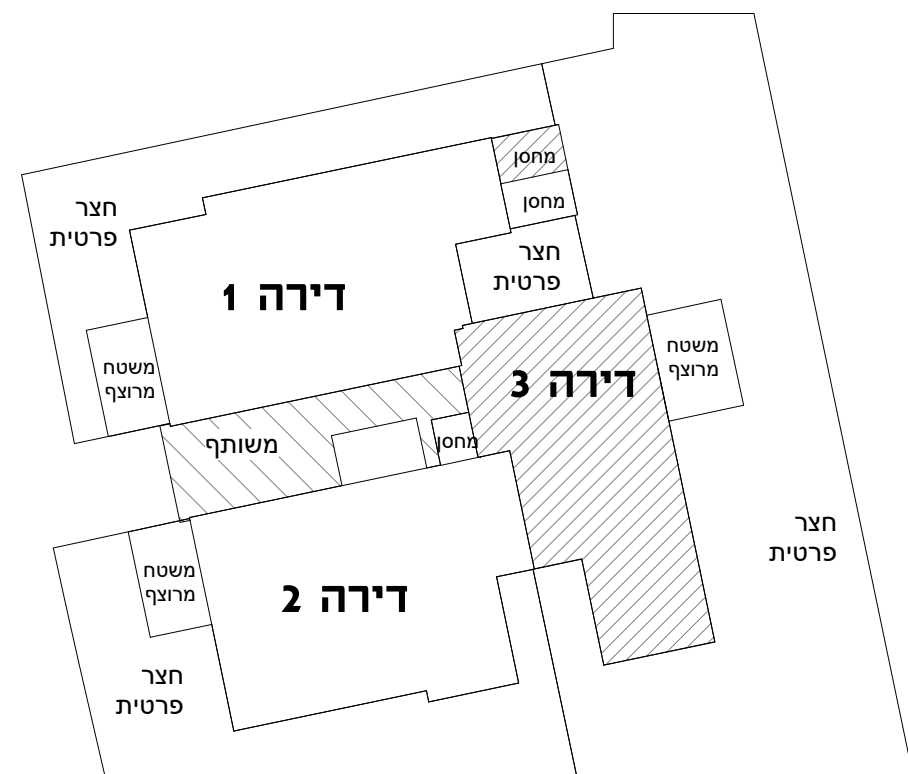 מחסן
מחסן
חצר
פרטית
חצר
פרטית
דירה 1
משטח
מרוצף
משטח
מרוצף
דירה 3
משותף
מחסן
חצר
פרטית
משטח
מרוצף
דירה 2
חצר
פרטית